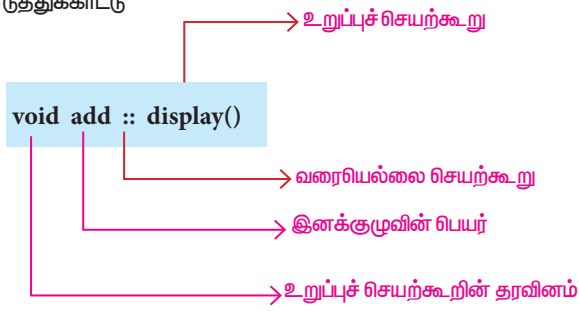 டுத்துக்காட்டு
உறுப்புச் செயற்கூறு
void add :: display()
வரையெல்லை செயற்கூறு
இனக்குழுவின் பெயர்
உறுப்புச் செயற்கூறின் தரவினம்